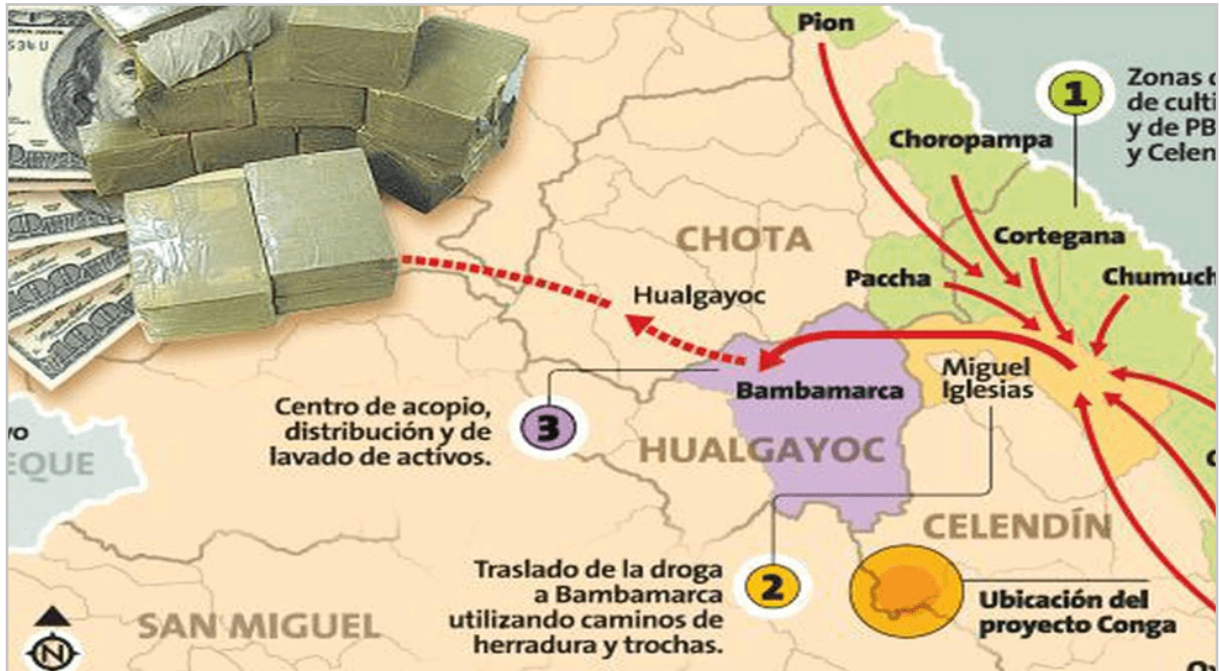 Pion
1
Zonas
de culti
y de PB
y Celen
Choropampa
CHOTA
Cortegana
Paccha
Chumuch
Hualgayoc
Miguel
Iglesias
Bambamarca
Centro de acopio,
distribución y de
lavado de activos.
3
HUALGAYOC
EQUE
CELENDÍN
Traslado de la droga
a Bambamarca
utilizando caminos de
herradura y trochas.
2
Ubicación del
proyecto Conga
SAN MIGUEL
N